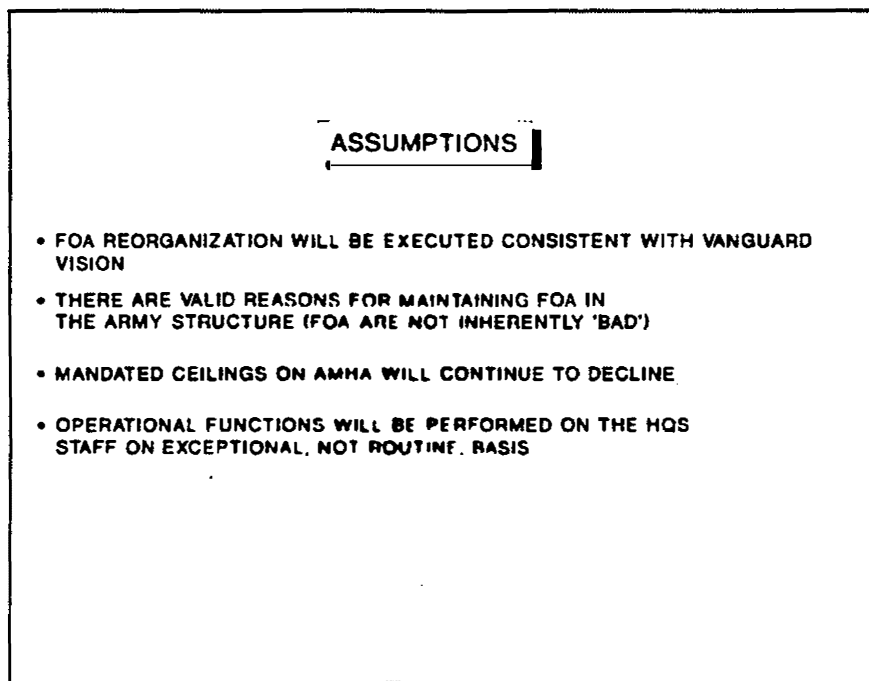 ASSUMPTIONS
• FOA REORGANIZATION WILL BE EXECUTED CONSISTENT WITH VANGUARD
VISION
• THERE ARE VALID REASONS FOR MAINTAINING FOA IN
THE ARMY STRUCTURE (FOA ARE NOT INHERENTLY 'BAD')
• MANDATED CEILINGS ON AMHA WILL CONTINUE TO DECLINE
• OPERATIONAL FUNCTIONS WILL BE PERFORMED ON THE HQS
STAFF ON EXCEPTIONAL, NOT ROUTINE, BASIS